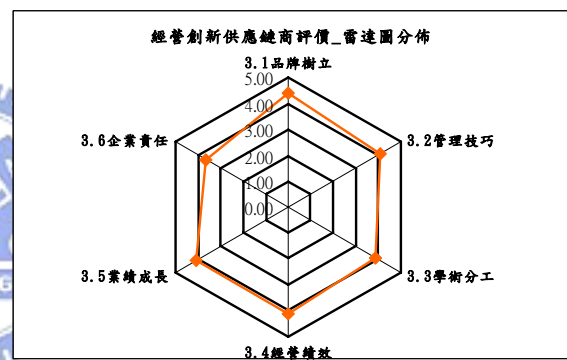 經營創新供應鏈商評價_雷達圖分佈
3.1品牌樹立
5.00
4.00
3.00
2.00
1.00
0.00
3.2管理技巧
3.3學術分工
3.4經營績效
3.5業績成長
3.6企業責任